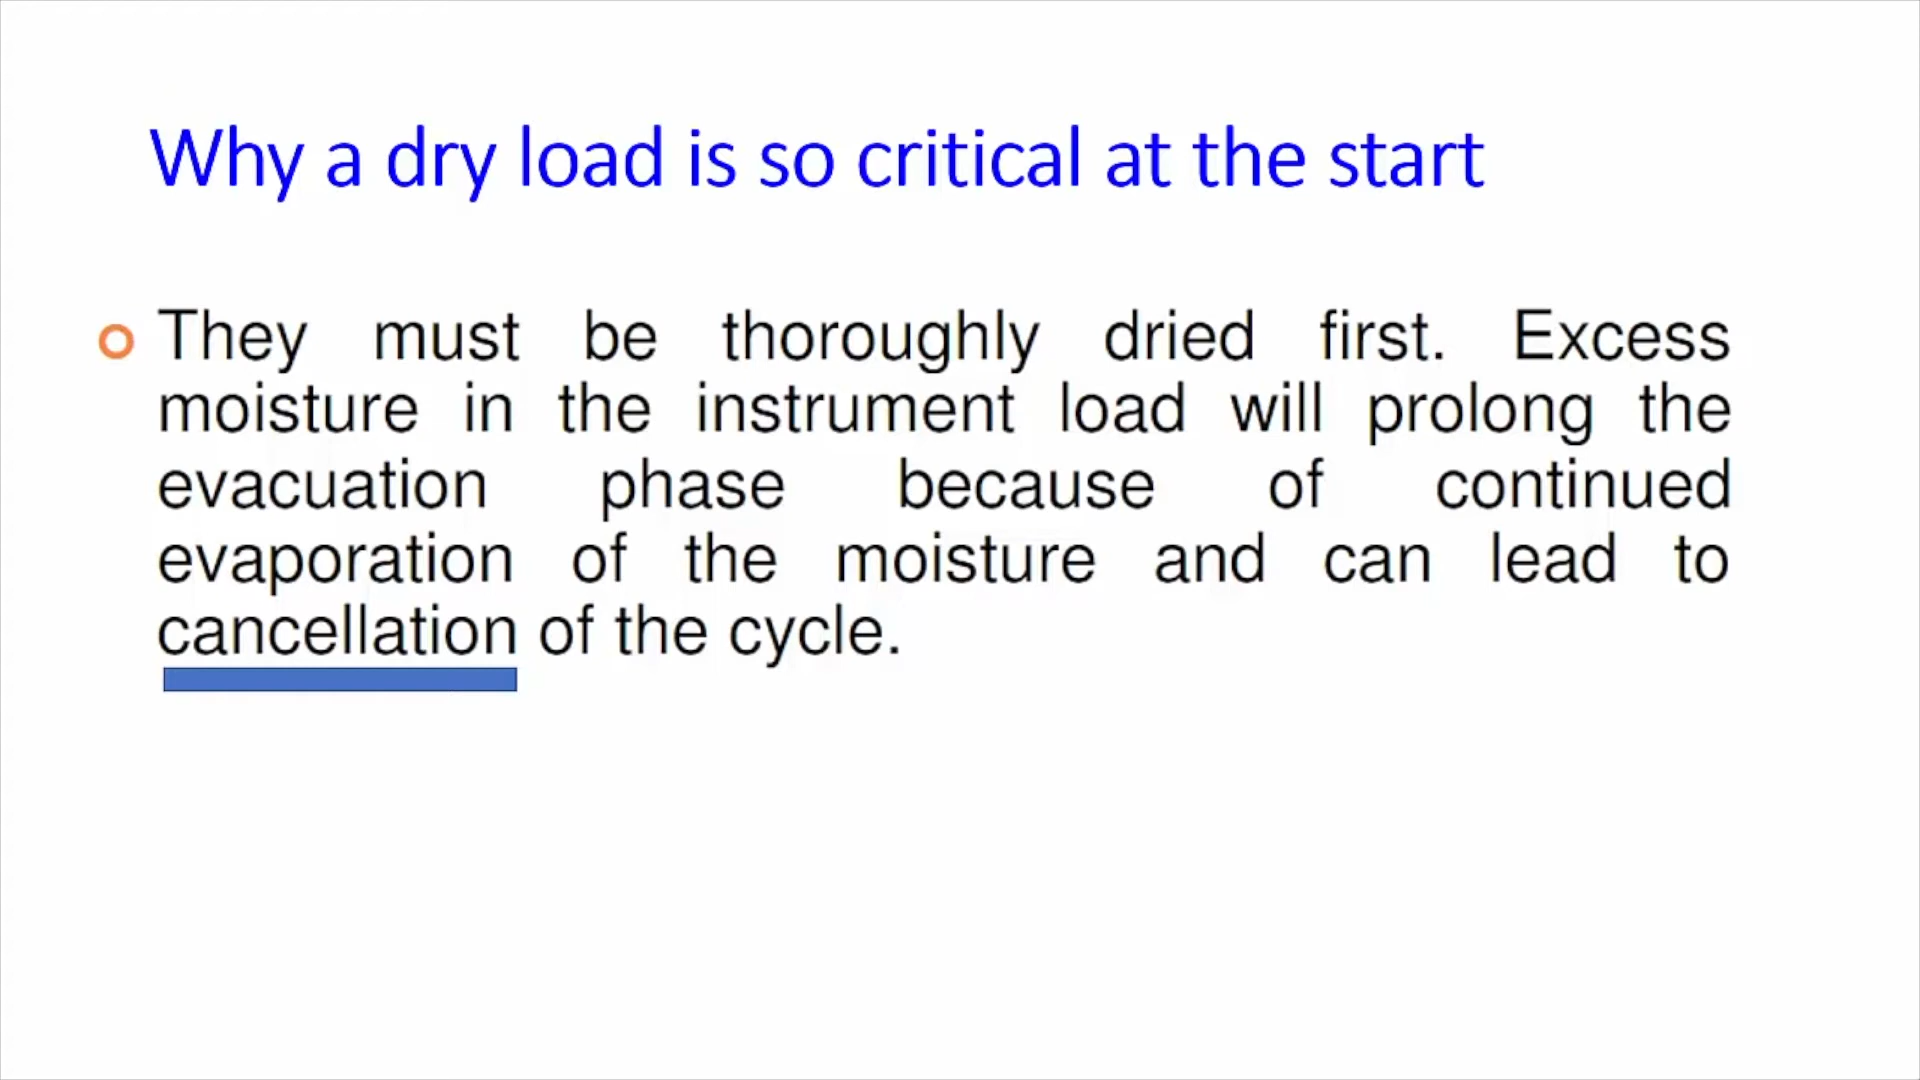 Why a dry load is so critical at the start
They must be thoroughly dried first. Excess
moisture in the instrument load will prolong the
evacuation phase because of continued
evaporation of the moisture and can lead to
cancellation of the cycle.